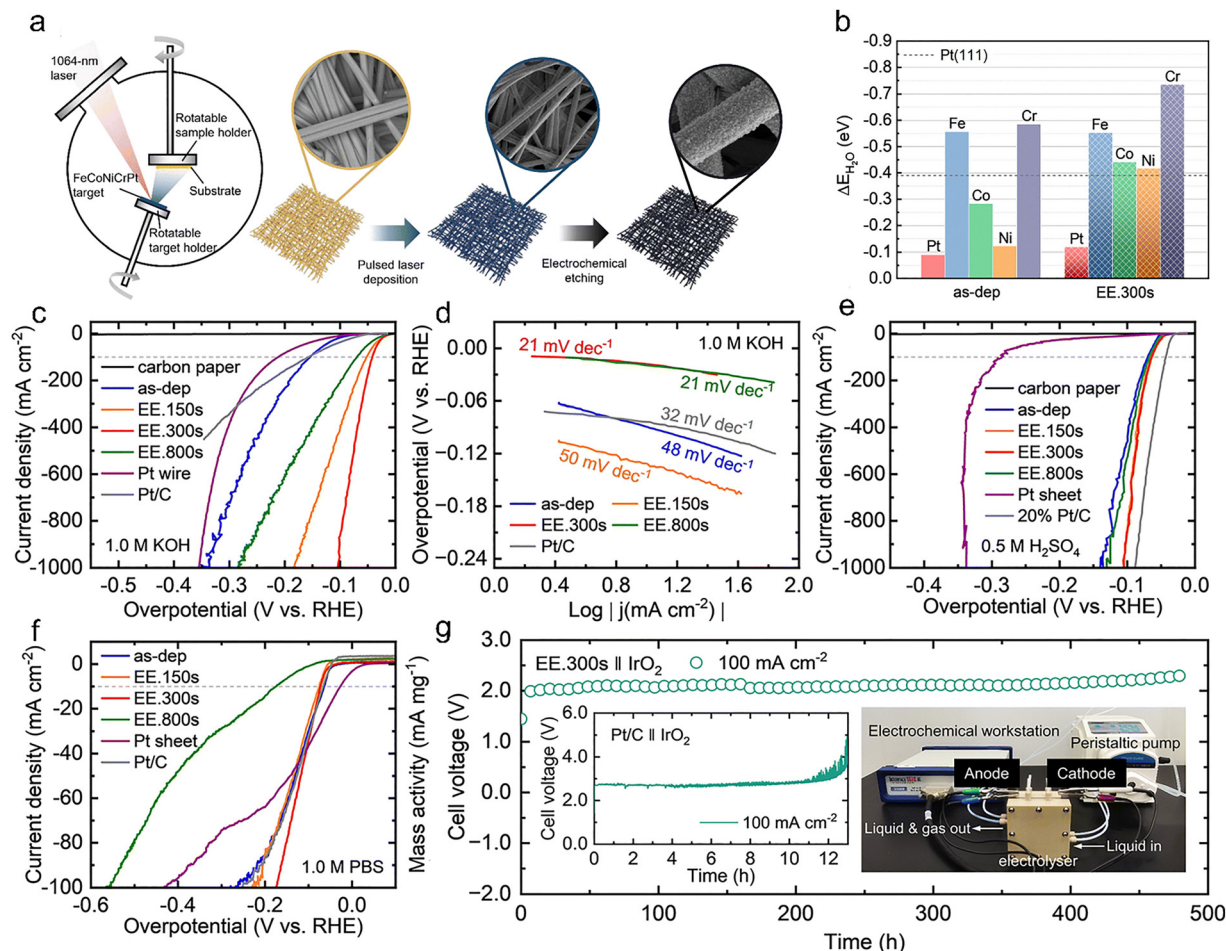 a
1064-nm
laser
Rotatable
sample holder
FeCoNiCrPt
target
Substrate
Rotatable
target holder
Pulsed laser
deposition
Electrochemical
etching
b
-0.9
-0.8
-0.7
-0.6
-0.5
-0.4
-0.3
-0.2
-0.1
0.0
ΔE_H₂O (eV)
Pt(111)
Pt
Fe
Co
Ni
Cr
Pt
Fe
Co
Ni
Cr
as-dep
EE.300s
c
0
-200
-400
-600
-800
-1000
Current density (mA cm⁻²)
carbon paper
as-dep
EE.150s
EE.300s
EE.800s
Pt wire
Pt/C
1.0 M KOH
-0.5 -0.4 -0.3 -0.2 -0.1 0.0
Overpotential (V vs. RHE)
d
0.00
-0.06
-0.12
-0.18
-0.24
Overpotential (V vs. RHE)
21 mV dec⁻¹
1.0 M KOH
21 mV dec⁻¹
32 mV dec⁻¹
48 mV dec⁻¹
50 mV dec⁻¹
as-dep EE.150s
EE.300s EE.800s
Pt/C
0.0 0.4 0.8 1.2 1.6 2.0
Log | j(mA cm⁻²) |
e
0
-200
-400
-600
-800
-1000
Current density (mA cm⁻²)
carbon paper
as-dep
EE.150s
EE.300s
EE.800s
Pt sheet
20% Pt/C
0.5 M H₂SO₄
-0.4 -0.3 -0.2 -0.1 0.0
Overpotential (V vs. RHE)
f
0
-20
-40
-60
-80
-100
Current density (mA cm⁻²)
as-dep
EE.150s
EE.300s
EE.800s
Pt sheet
Pt/C
1.0 M PBS
-0.6 -0.4 -0.2 0.0
Overpotential (V vs. RHE)
Mass activity (mA mg⁻¹)
g
3.0
2.0
1.0
0.0
-1.0
-2.0
Cell voltage (V)
EE.300s || IrO₂ 100 mA cm⁻²
6.0
4.0
3.0
2.0
0.0
Cell voltage (V)
Pt/C || IrO₂
100 mA cm⁻²
0 2 4 6 8 10 12
Time (h)
Electrochemical workstation
Peristaltic pump
Anode
Cathode
Liquid & gas out
Liquid in
electrolyser
0 100 200 300 400 500
Time (h)